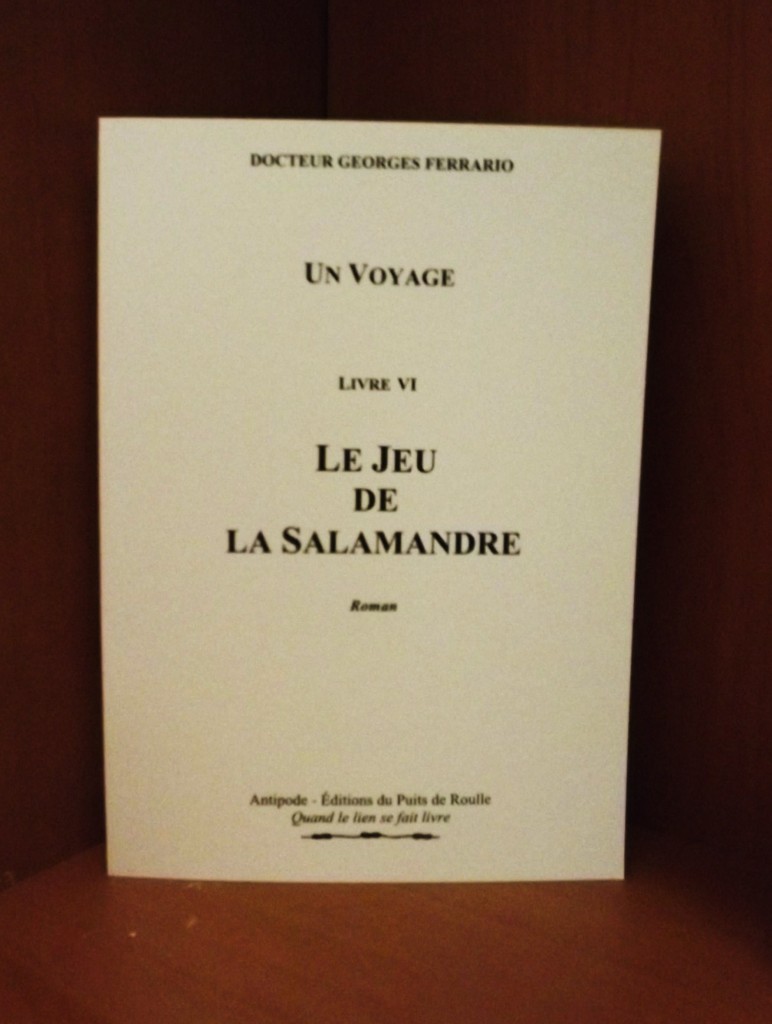 DOCTEUR GEORGES FERRARIO
UN VOYAGE
LIVRE VI
LE JEU
DE
LA SALAMANDRE
Roman
Antipode - Éditions du Puits de Roulle
Quand le lien se fait livre